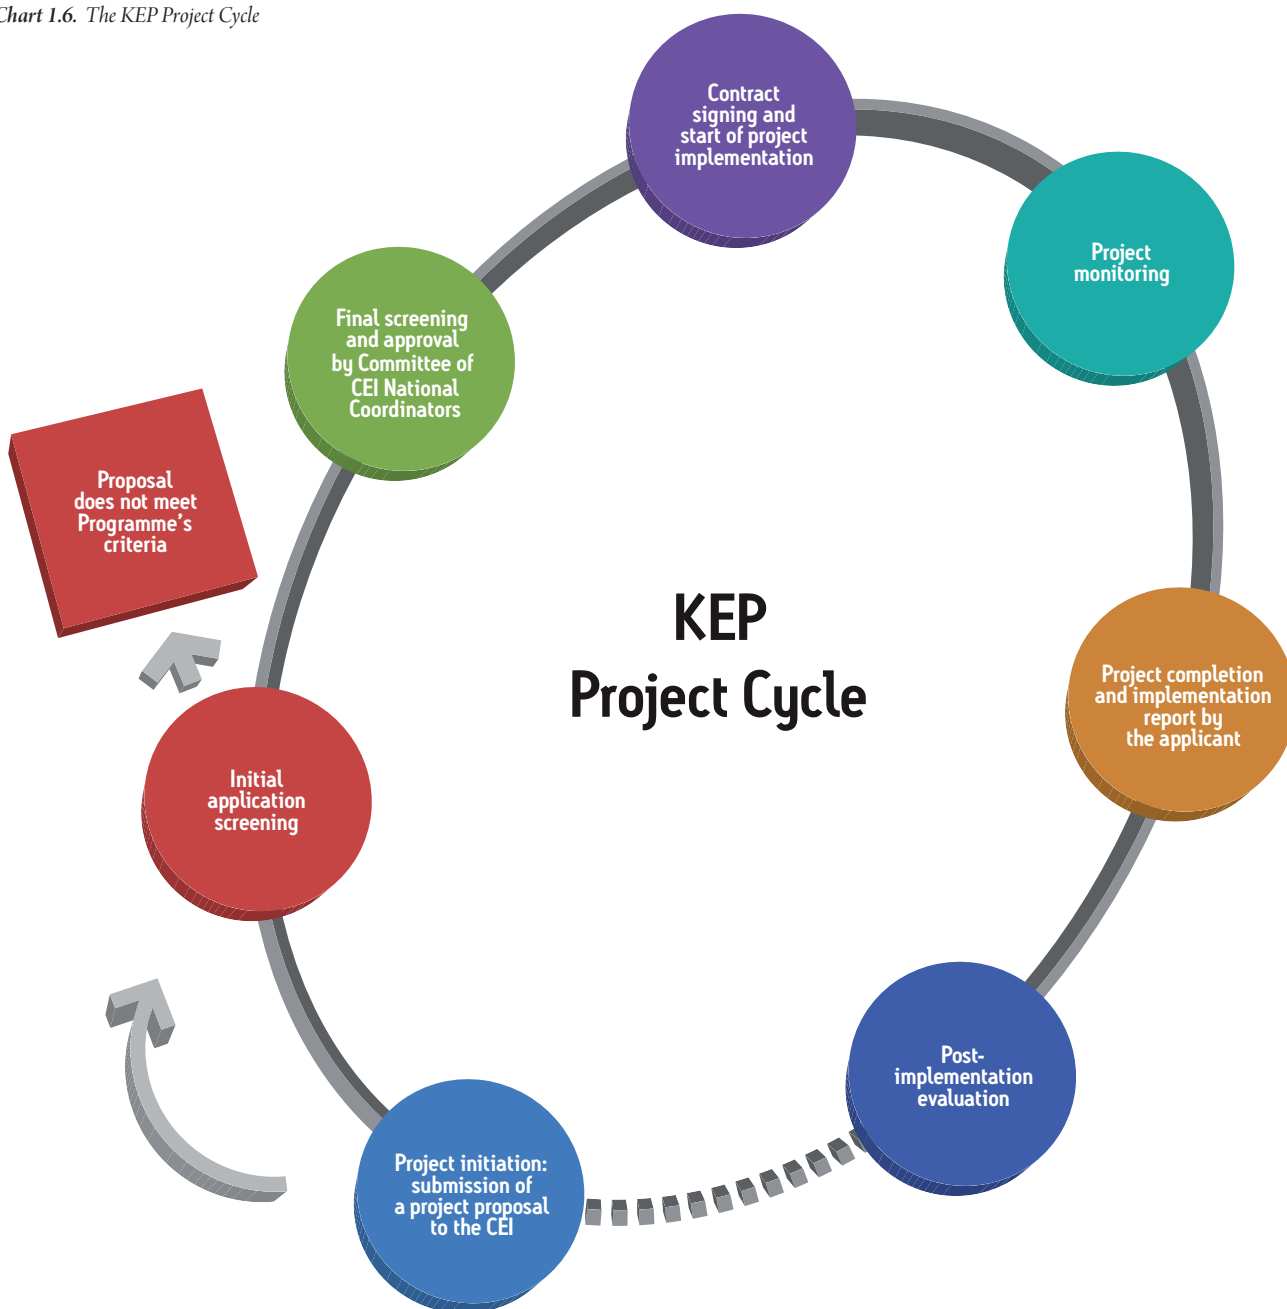 Chart 1.6. The KEP Project Cycle
Contract
signing and
start of project
implementation
Project
monitoring
Final screening
and approval
by Committee of
CEI National
Coordinators
Proposal
does not meet
Programme's
criteria
KEP
Project Cycle
Project completion
and implementation
report by
the applicant
Initial
application
screening
Post-
implementation
evaluation
Project initiation:
submission of
a project proposal
to the CEI